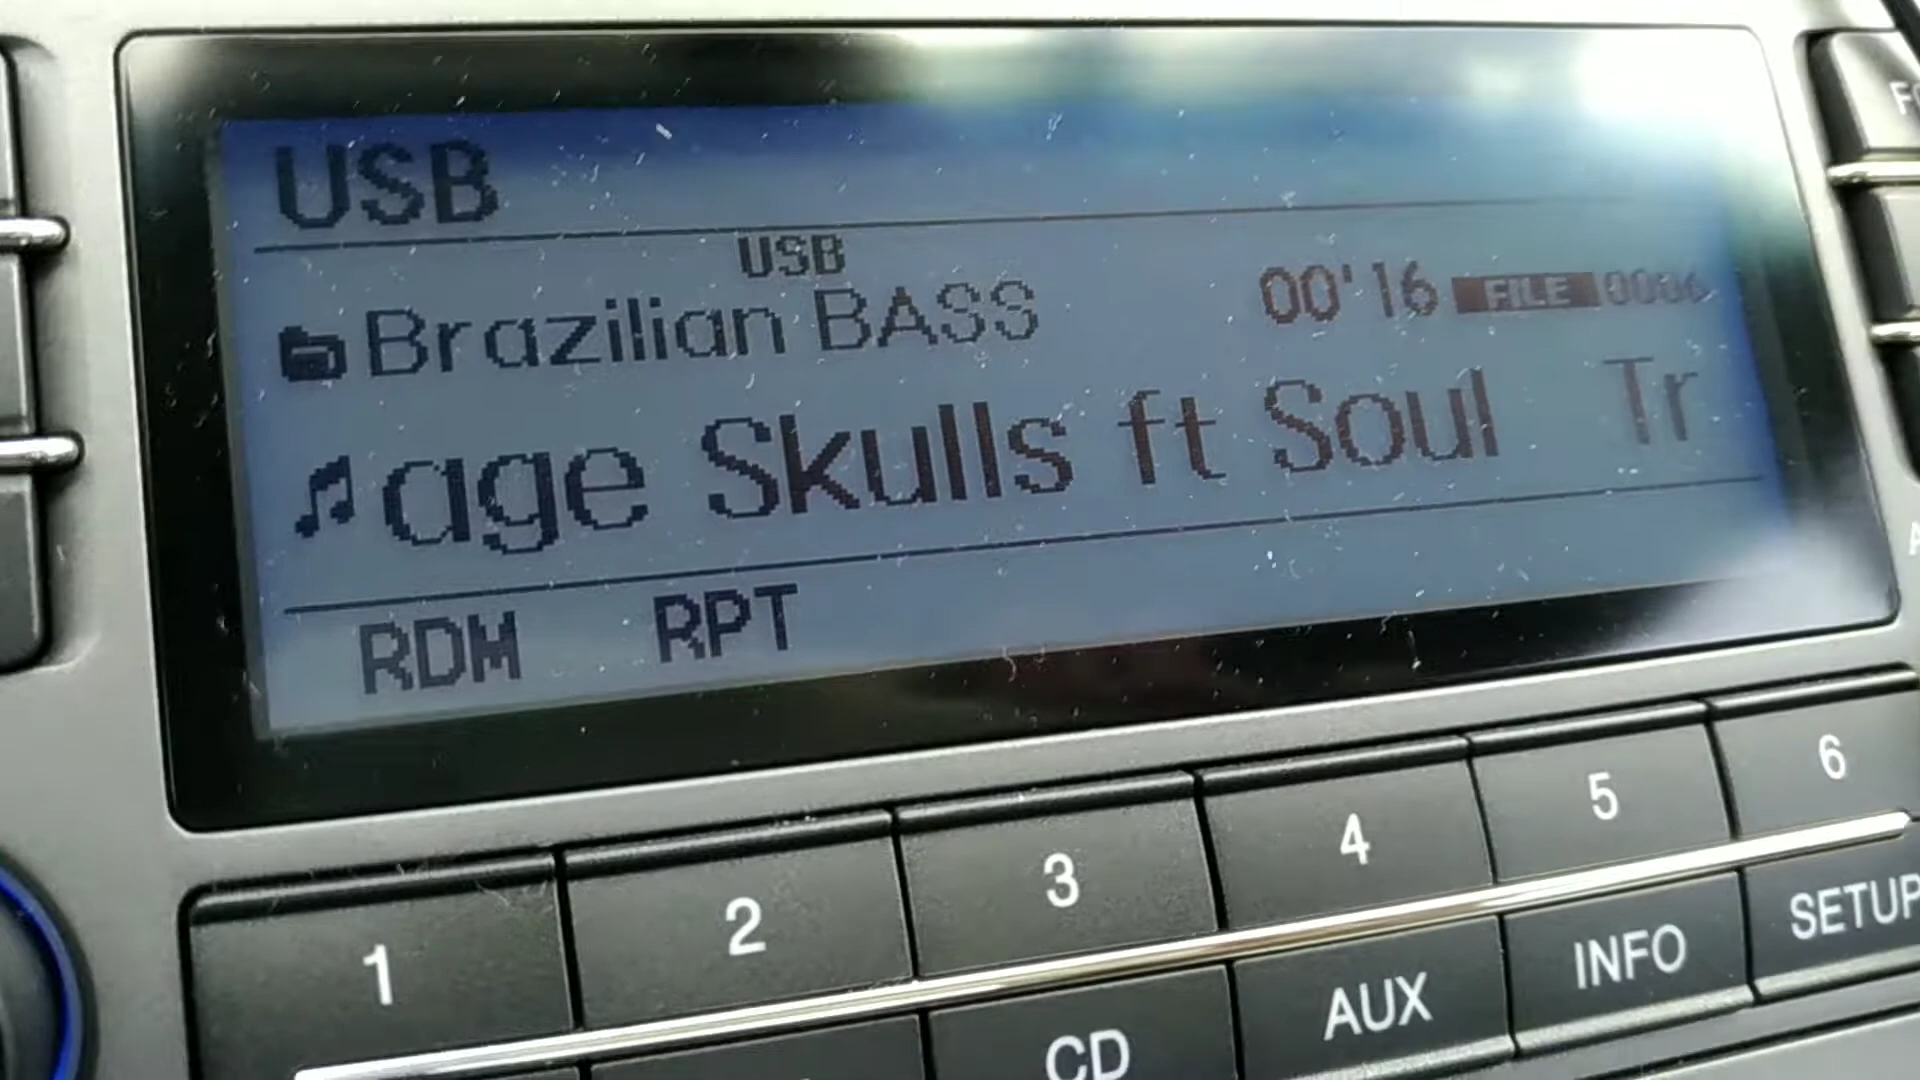 USB
USB
Brazilian BASS 00'16 FILE 0006
age Skulls ft Soul Tr
RDM RPT
1 2 3 4 5 6
CD AUX INFO SETUP